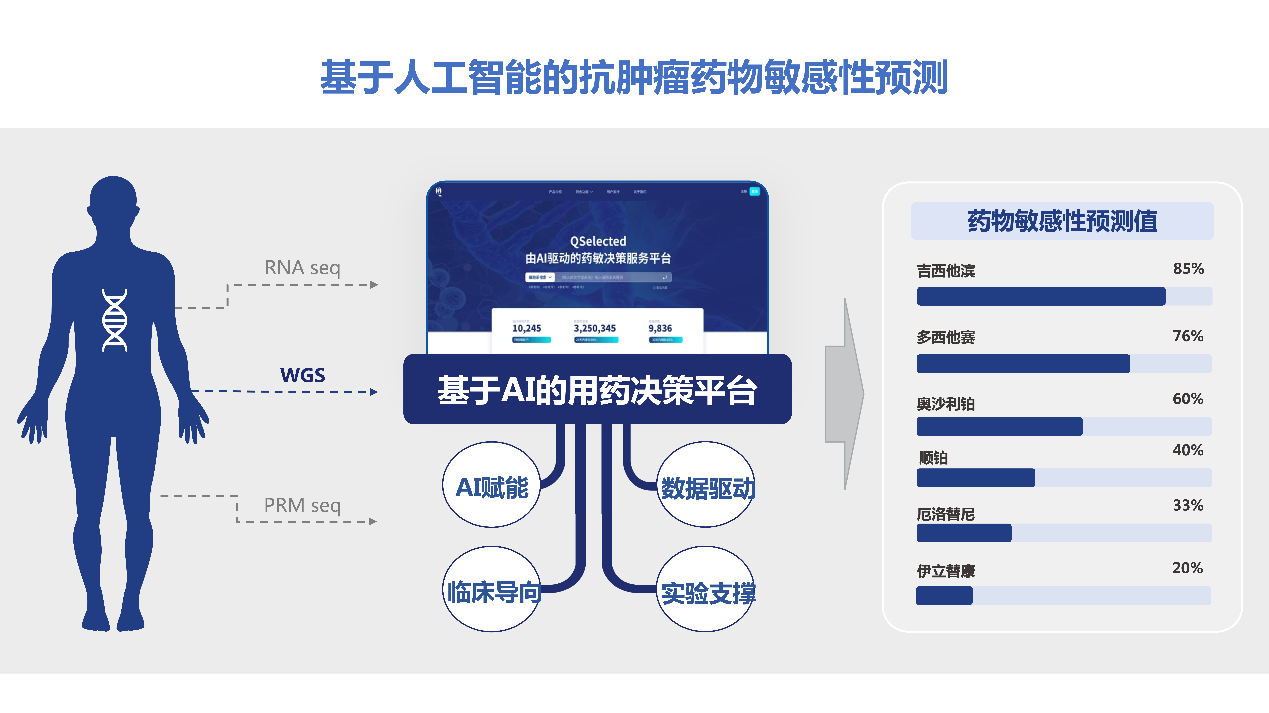 基于人工智能的抗肿瘤药物敏感性预测
RNA seq
WGS
PRM seq
QSelected
由AI驱动的药敏决策服务平台
10,245
3,250,345
9,836
基于AI的用药决策平台
AI赋能
数据驱动
临床导向
实验支撑
药物敏感性预测值
吉西他滨
85%
多西他赛
76%
奥沙利铂
60%
顺铂
40%
厄洛替尼
33%
伊立替康
20%